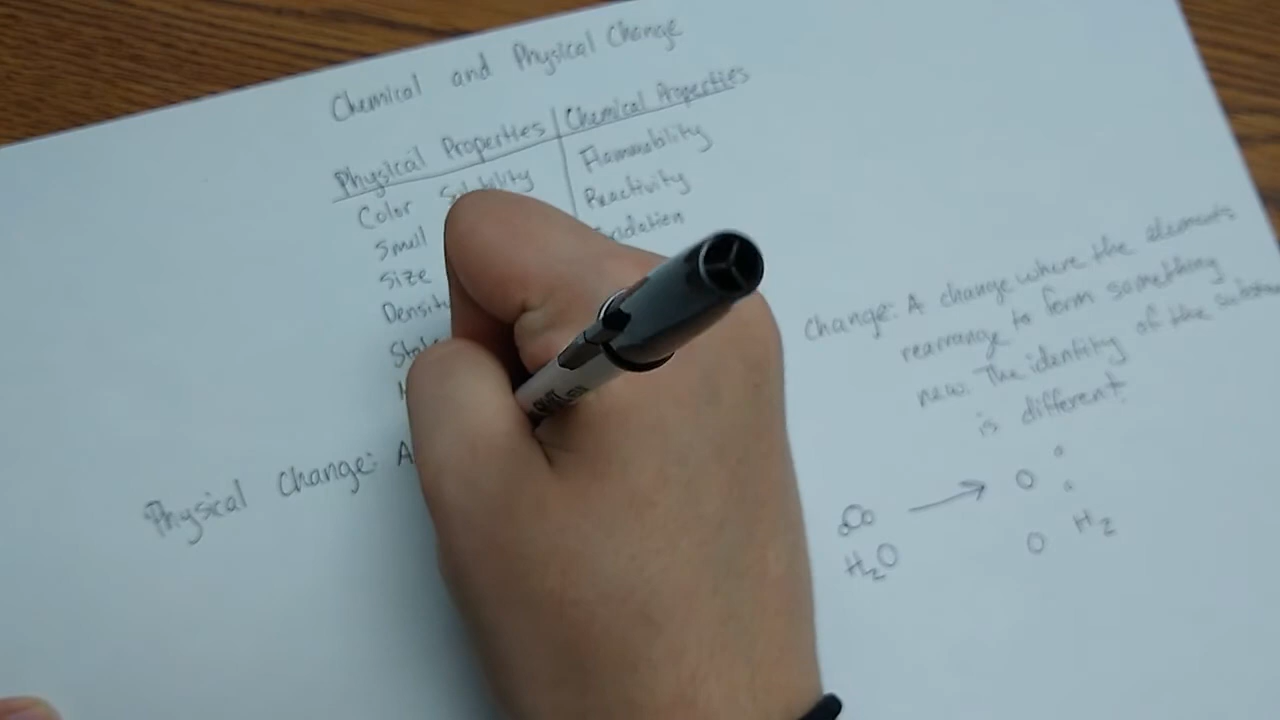 Chemical and Physical Change
Physical Properties Chemical Properties
Color Flammability
Smell Reactivity
Size
Physical Change: A
Change: A change where the elements
rearrange to form something
new. The identity of the
is different.
H2O O H2